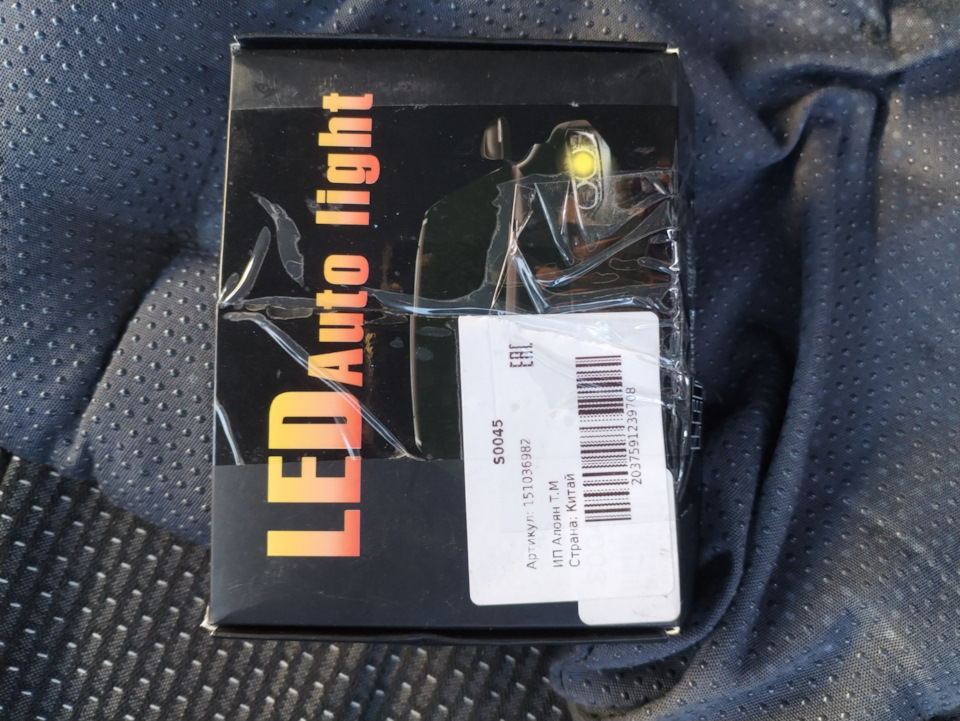 LED Auto light
EAC
S0045
Артикул: 151036982
ИП Алоян Т.М
Страна: Китай
2037591239708